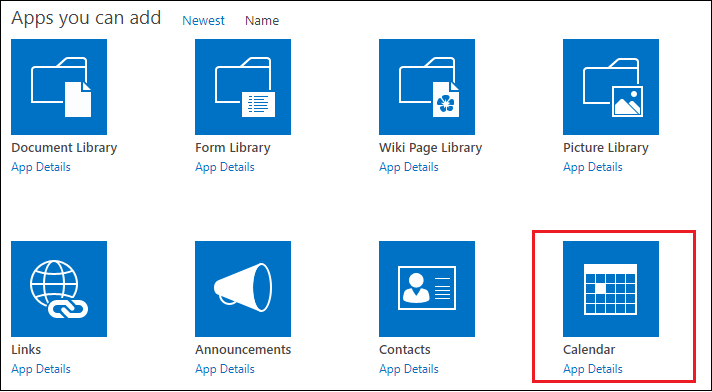 Apps you can add Newest Name
Document Library Form Library Wiki Page Library Picture Library
App Details App Details App Details App Details
Links Announcements Contacts Calendar
App Details App Details App Details App Details